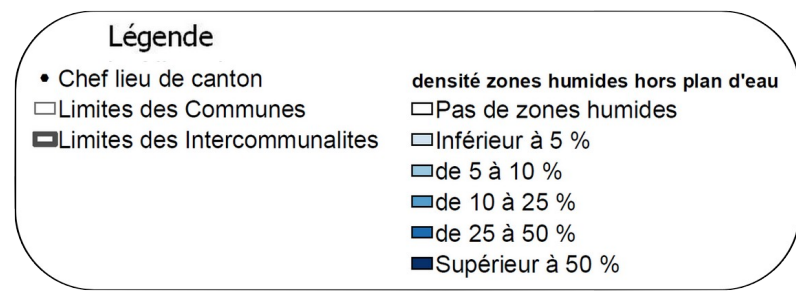 Légende
Chef lieu de canton
Limites des Communes
Limites des Intercommunalites
densité zones humides hors plan d'eau
Pas de zones humides
Inférieur à 5 %
de 5 à 10 %
de 10 à 25 %
de 25 à 50 %
Supérieur à 50 %